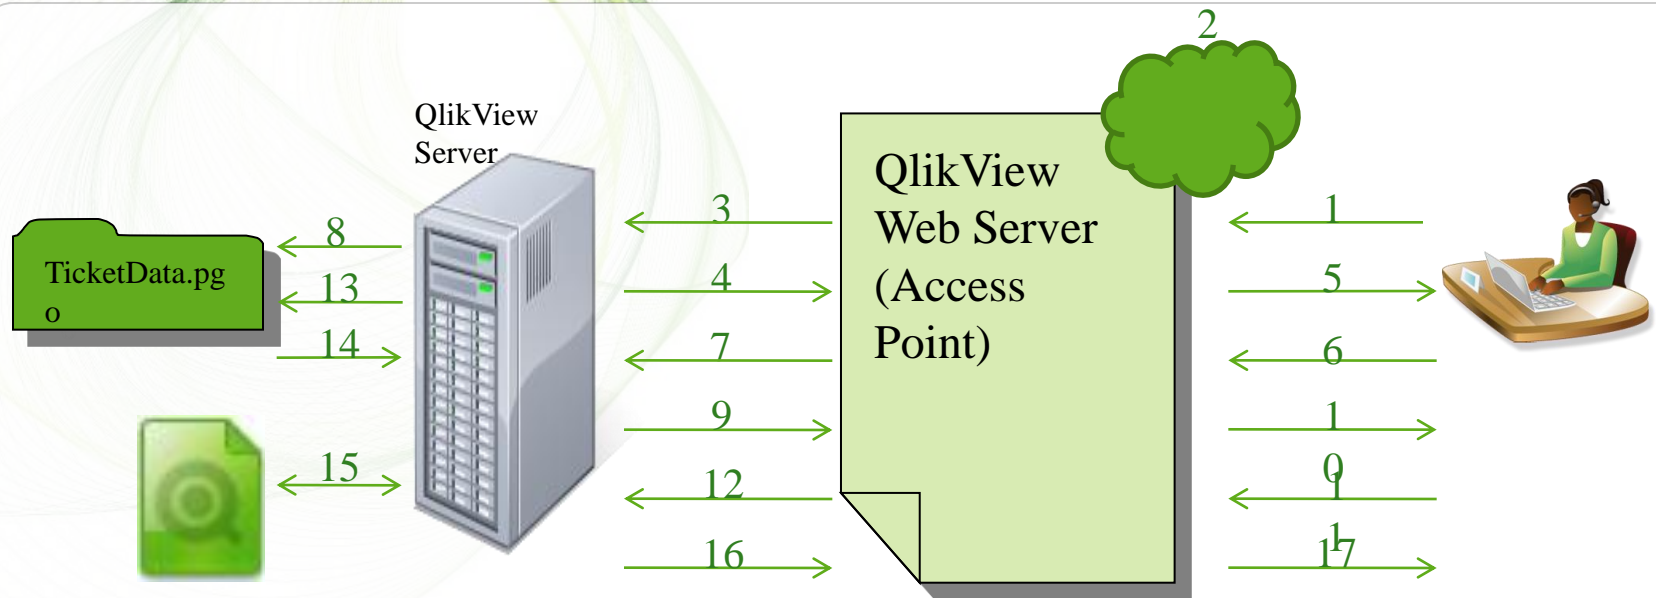 2
QlikView
Server
QlikView
Web Server
(Access
Point)
TicketData.pg
o
8
13
14
15
3
4
7
9
12
16
1
5
6
1
0
1
1
17